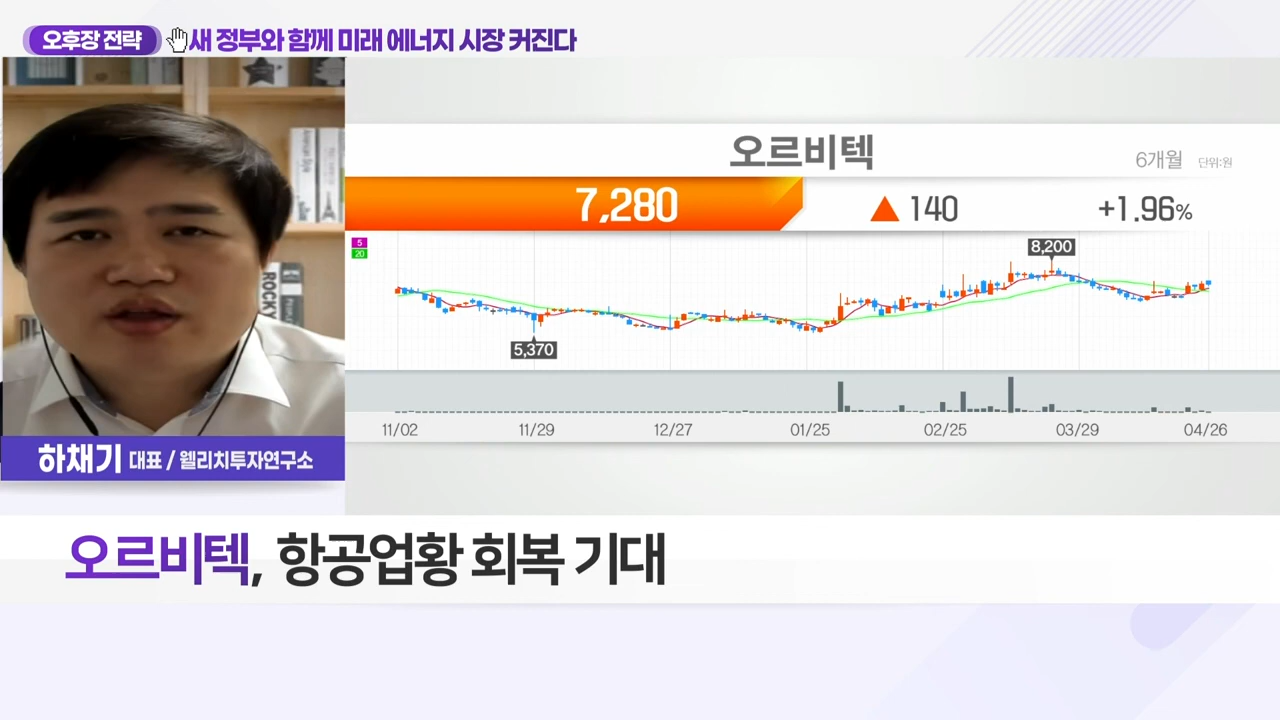 오후장 전략 새 정부와 함께 미래 에너지 시장 커진다
오르비텍
6개월 단위:원
7,280 ▲ 140 +1.96%
5
20
8,200
5,370
11/02 11/29 12/27 01/25 02/25 03/29 04/26
ROCKY
하채기 대표 / 웰리치투자연구소
오르비텍, 항공업황 회복 기대